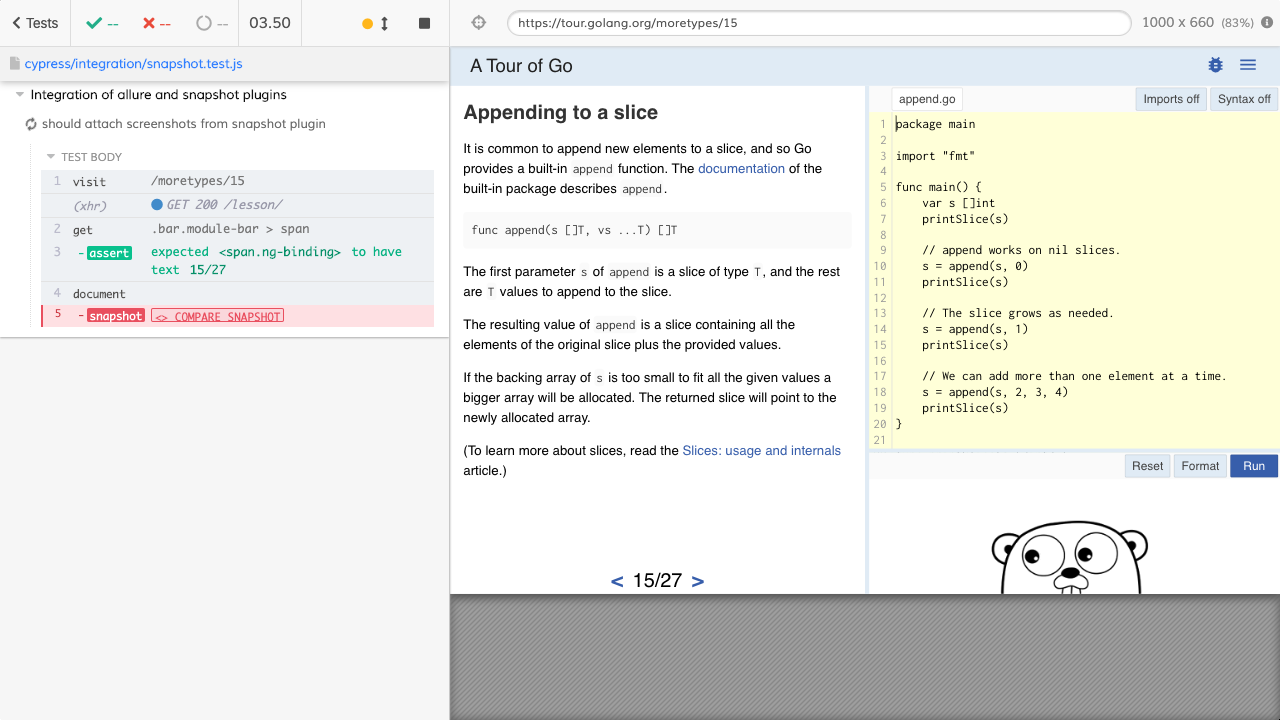 Tests
--
--
--
03.50
https://tour.golang.org/moretypes/15
1000 x 660 (83%)
cypress/integration/snapshot.test.js
Integration of allure and snapshot plugins
should attach screenshots from snapshot plugin
TEST BODY
1 visit /moretypes/15
(xhr) GET 200 /lesson/
2 get .bar.module-bar > span
3 -assert expected <span.ng-binding> to have
text 15/27
4 document
5 -snapshot <> COMPARE SNAPSHOT
A Tour of Go
Appending to a slice
It is common to append new elements to a slice, and so Go
provides a built-in append function. The documentation of the
built-in package describes append.
func append(s []T, vs ...T) []T
The first parameter s of append is a slice of type T, and the rest
are T values to append to the slice.
The resulting value of append is a slice containing all the
elements of the original slice plus the provided values.
If the backing array of s is too small to fit all the given values a
bigger array will be allocated. The returned slice will point to the
newly allocated array.
(To learn more about slices, read the Slices: usage and internals
article.)
< 15/27 >
append.go
Imports off
Syntax off
1 package main
2
3 import "fmt"
4
5 func main() {
6 var s []int
7 printSlice(s)
8
9 // append works on nil slices.
10 s = append(s, 0)
11 printSlice(s)
12
13 // The slice grows as needed.
14 s = append(s, 1)
15 printSlice(s)
16
17 // We can add more than one element at a time.
18 s = append(s, 2, 3, 4)
19 printSlice(s)
20 }
21
Reset
Format
Run